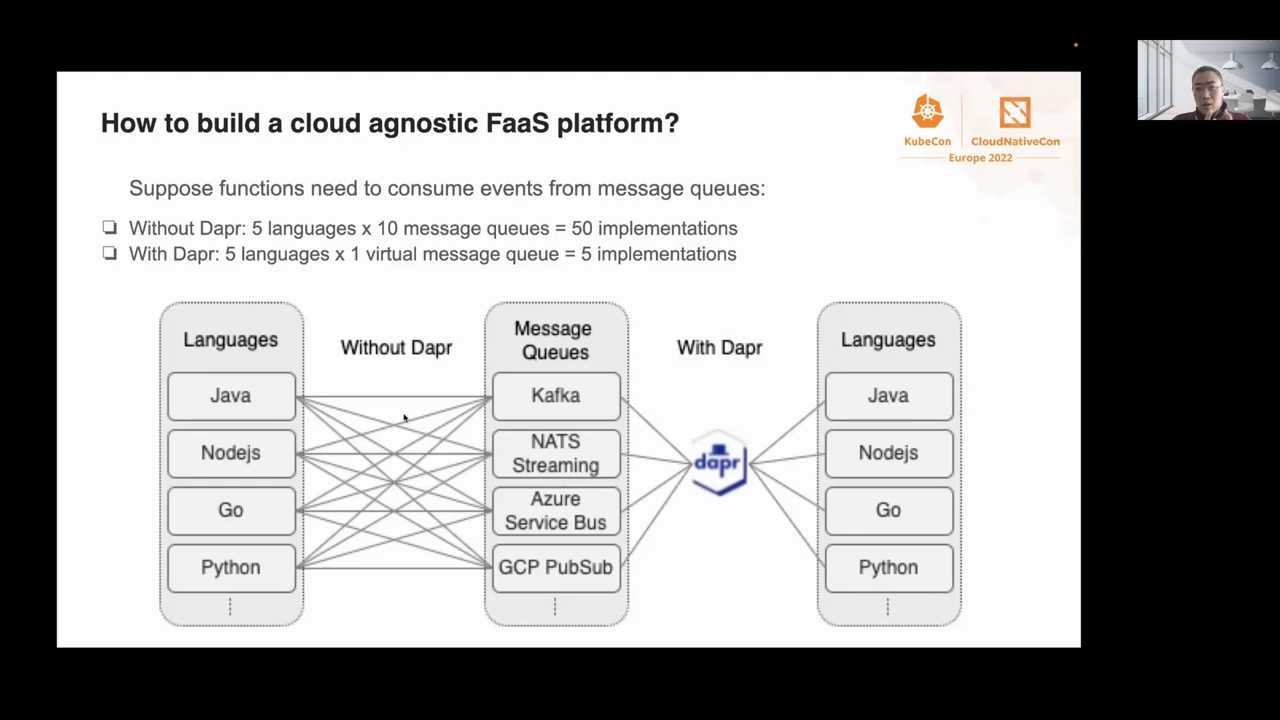 How to build a cloud agnostic FaaS platform?
KubeCon
CloudNativeCon
Europe 2022
Suppose functions need to consume events from message queues:
Without Dapr: 5 languages x 10 message queues = 50 implementations
With Dapr: 5 languages x 1 virtual message queue = 5 implementations
Languages
Java
Nodejs
Go
Python
Without Dapr
Message
Queues
Kafka
NATS
Streaming
Azure
Service Bus
GCP PubSub
With Dapr
dapr
Languages
Java
Nodejs
Go
Python